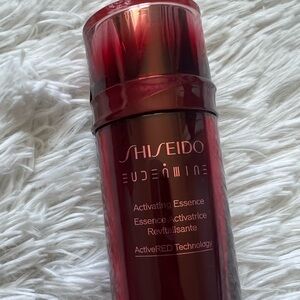 SHISEIDO
EUDERMINE
Activating Essence
Essence Activatrice
Revitalisante
ActiveRED Technology